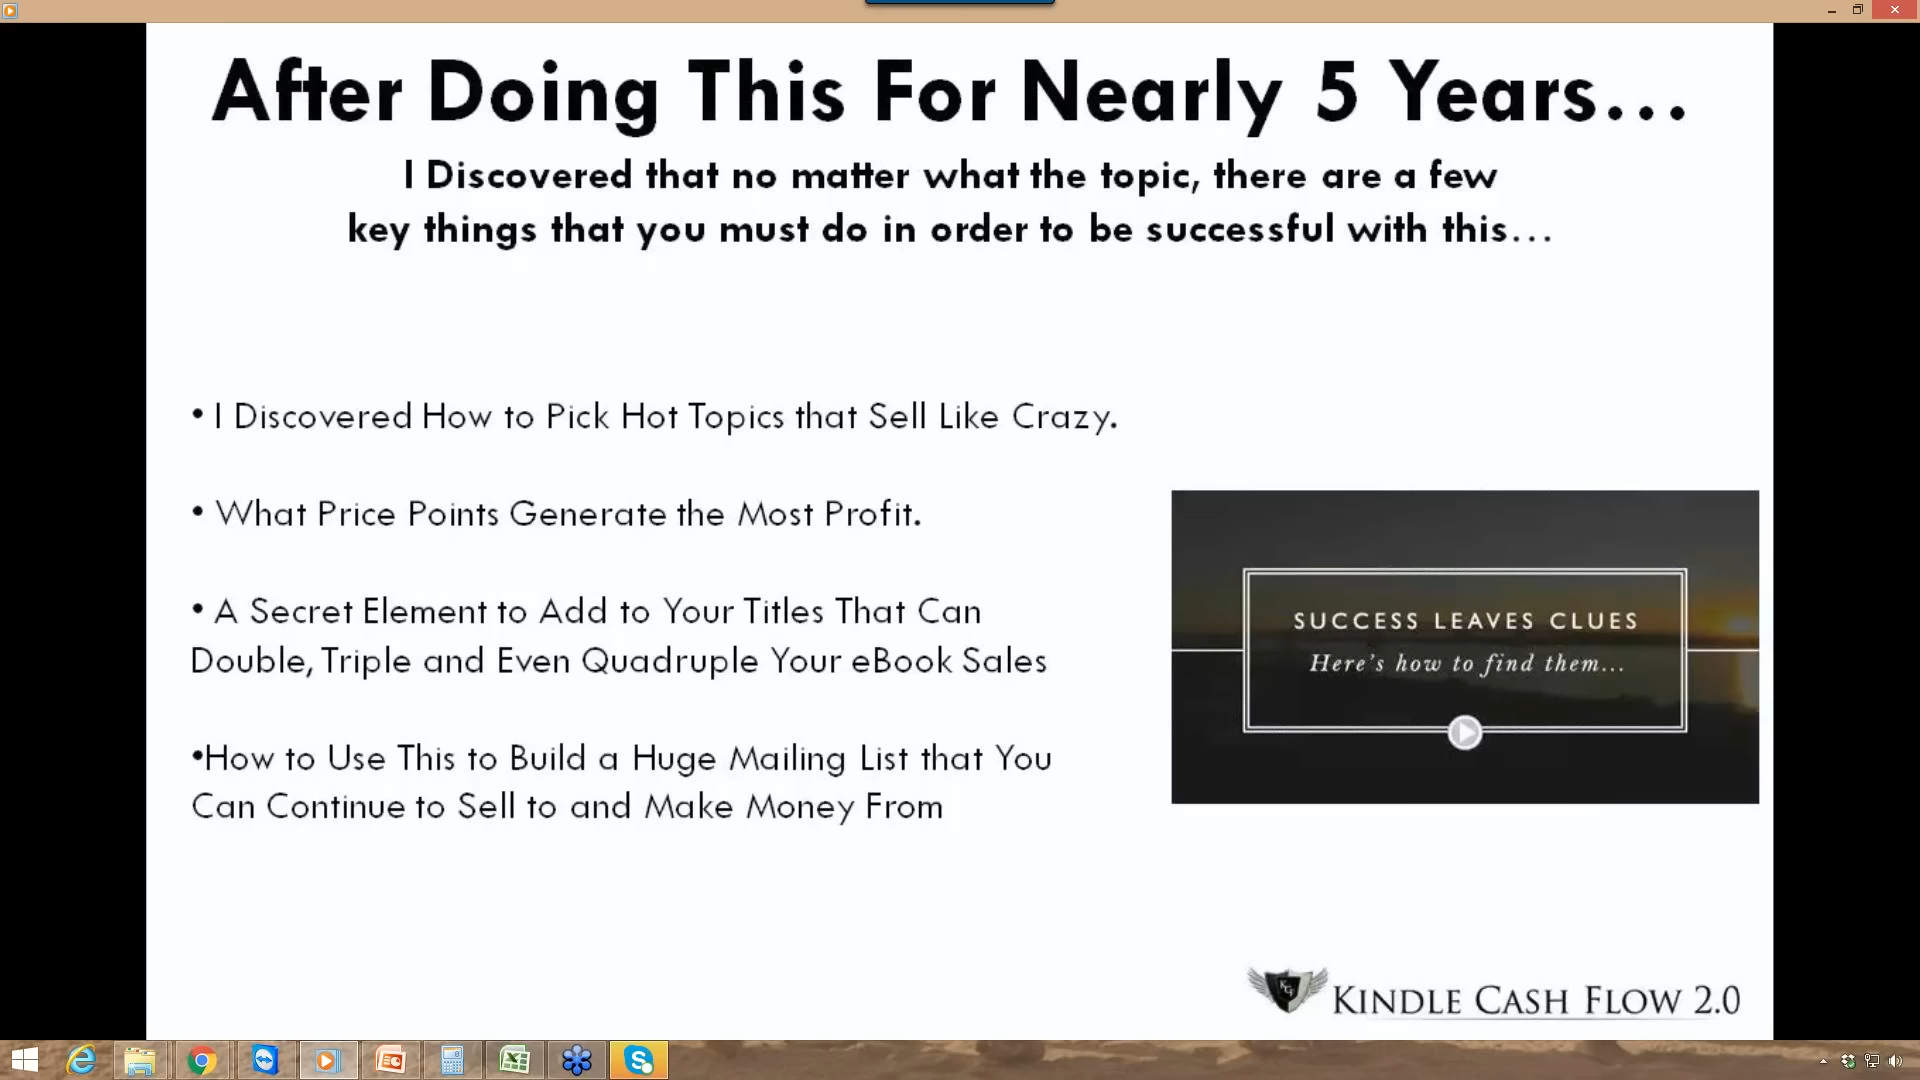 After Doing This For Nearly 5 Years...
I Discovered that no matter what the topic, there are a few
key things that you must do in order to be successful with this...
• I Discovered How to Pick Hot Topics that Sell Like Crazy.
• What Price Points Generate the Most Profit.
• A Secret Element to Add to Your Titles That Can
Double, Triple and Even Quadruple Your eBook Sales
SUCCESS LEAVES CLUES
Here's how to find them...
•How to Use This to Build a Huge Mailing List that You
Can Continue to Sell to and Make Money From
KCF
KINDLE CASH FLOW 2.0